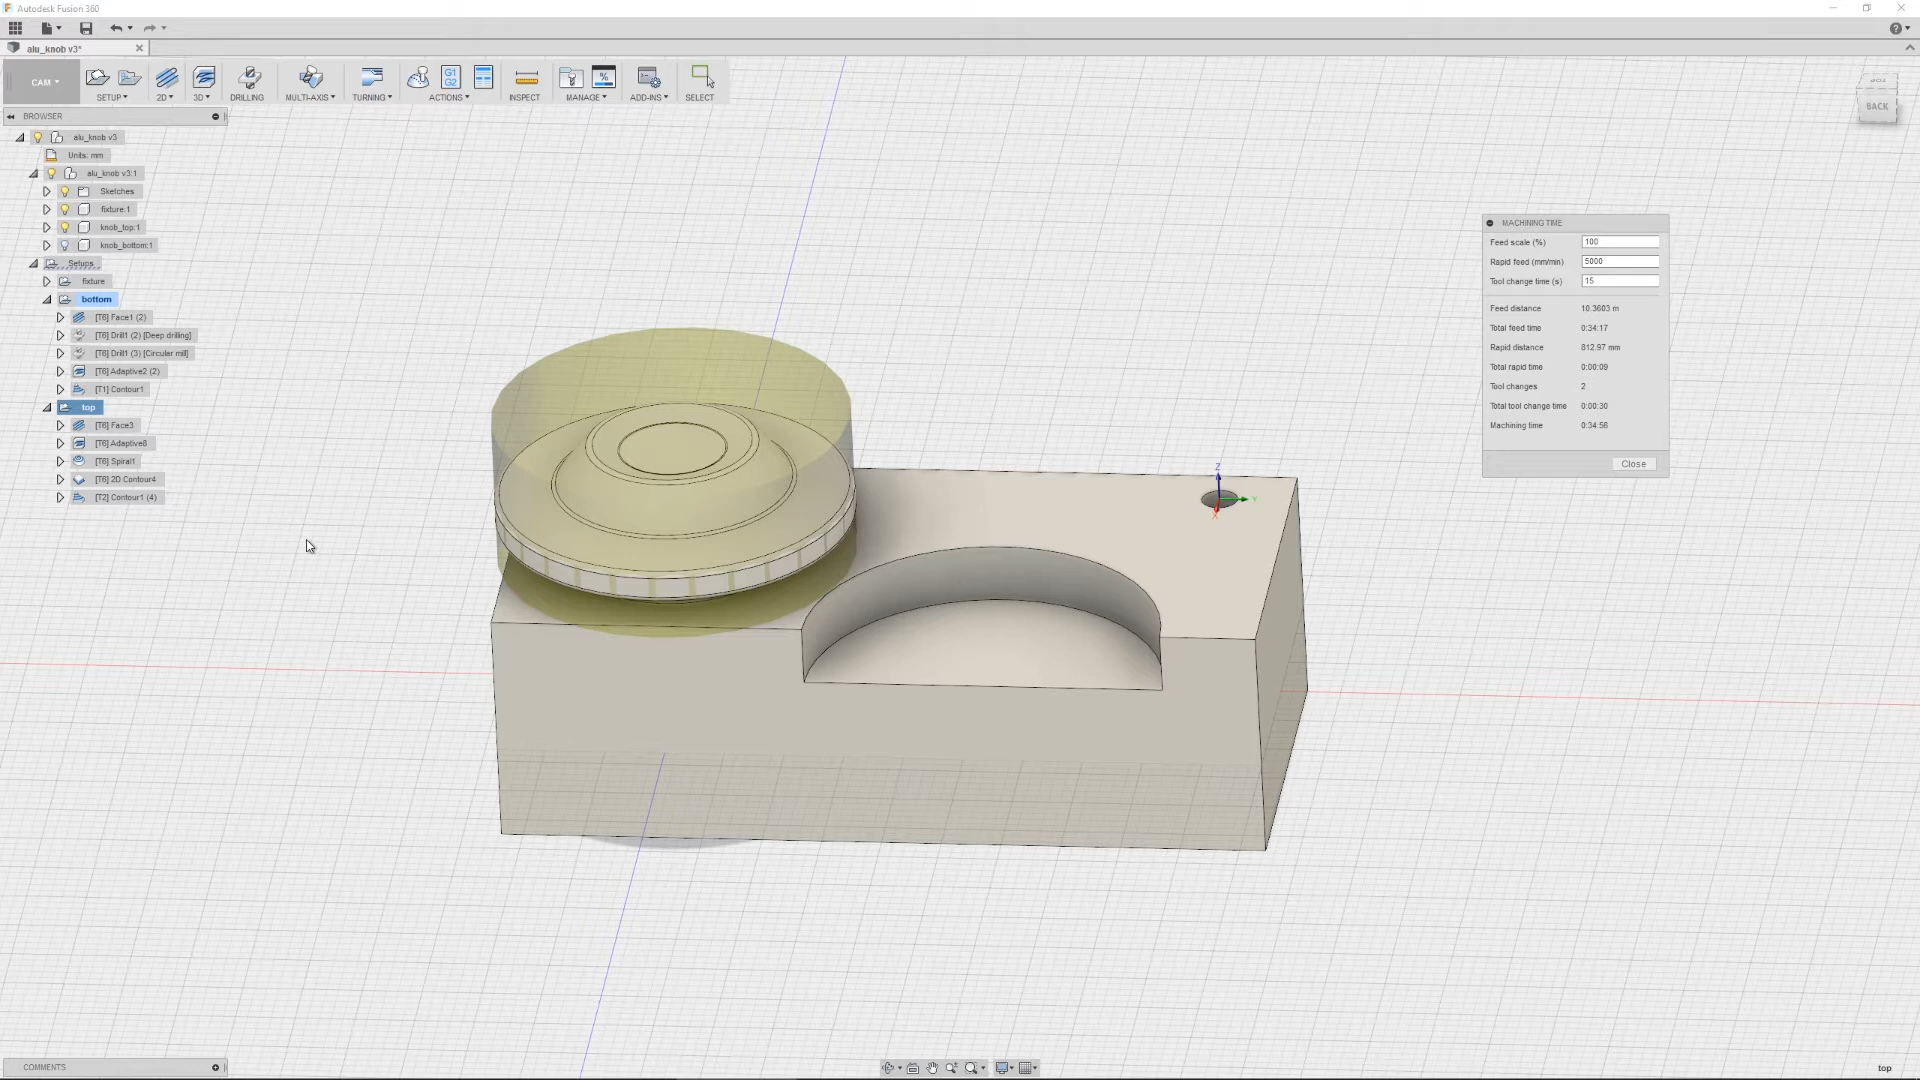 Autodesk Fusion 360
alu_knob v3*
CAM
SETUP
2D
3D
DRILLING
MULTI-AXIS
TURNING
ACTIONS
INSPECT
MANAGE
ADD-INS
SELECT
G1
G2
%
BROWSER
alu_knob v3
Units: mm
alu_knob v3:1
Sketches
fixture:1
knob_top:1
knob_bottom:1
Setups
fixture
bottom
[T6] Face1 (2)
[T6] Drill1 (2) [Deep drilling]
[T6] Drill1 (3) [Circular mill]
[T6] Adaptive2 (2)
[T1] Contour1
top
[T6] Face3
[T6] Adaptive8
[T6] Spiral1
[T6] 2D Contour4
[T2] Contour1 (4)
TOP
BACK
MACHINING TIME
Feed scale (%) 100
Rapid feed (mm/min) 5000
Tool change time (s) 15
Feed distance 10.3603 m
Total feed time 0:34:17
Rapid distance 812.97 mm
Total rapid time 0:00:09
Tool changes 2
Total tool change time 0:00:30
Machining time 0:34:56
Close
Z
Y
X
COMMENTS
top